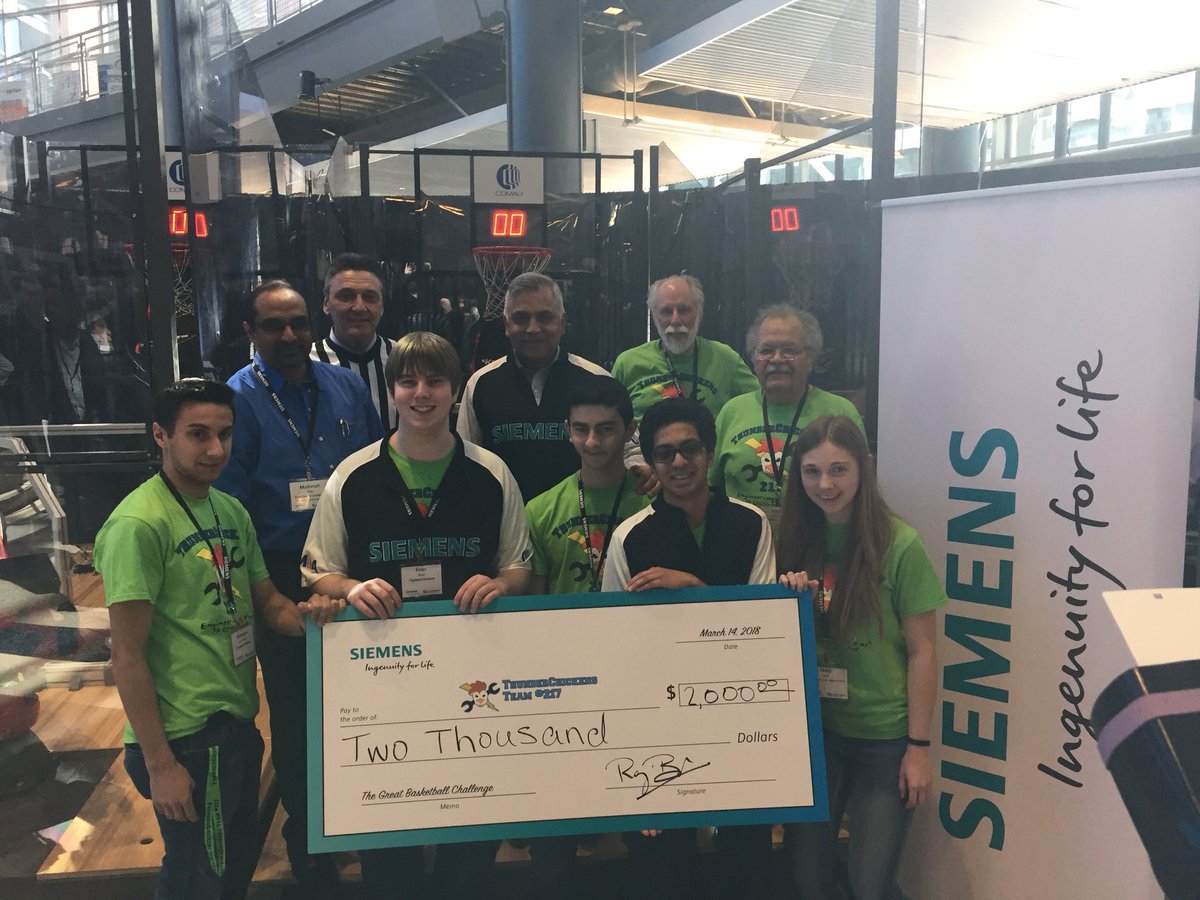 COMAU
00
00
00
SIEMENS
SIEMENS
THUNDERCHICKENS
SIEMENS
Ingenuity for life
March 14, 2018
Date
THUNDERCHICKENS
TEAM #217
Pay to
the order of:
$ 2,000.00
Two Thousand
Dollars
The Great Basketball Challenge
Memo
Signature
SIEMENS
Ingenuity for life